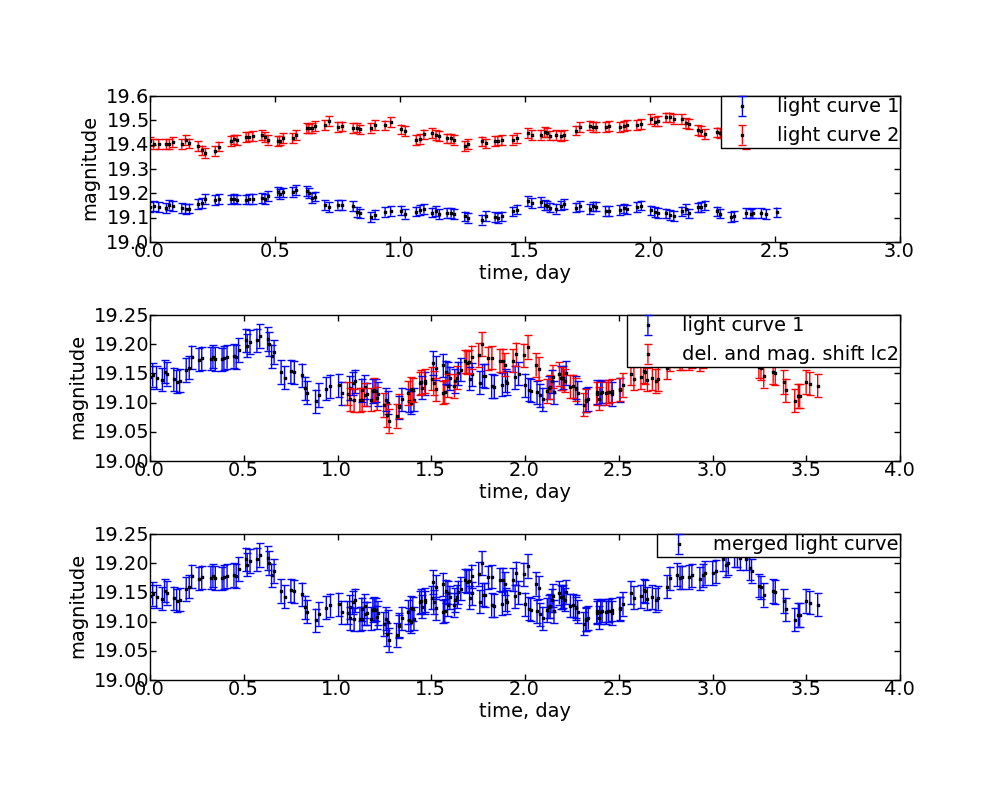 19.6
19.5
19.4
19.3
19.2
19.1
19.0
magnitude
light curve 1
light curve 2
0.0 0.5 1.0 1.5 2.0 2.5 3.0
time, day
19.25
19.20
19.15
19.10
19.05
19.00
magnitude
light curve 1
del. and mag. shift lc2
0.0 0.5 1.0 1.5 2.0 2.5 3.0 3.5 4.0
time, day
19.25
19.20
19.15
19.10
19.05
19.00
magnitude
merged light curve
0.0 0.5 1.0 1.5 2.0 2.5 3.0 3.5 4.0
time, day